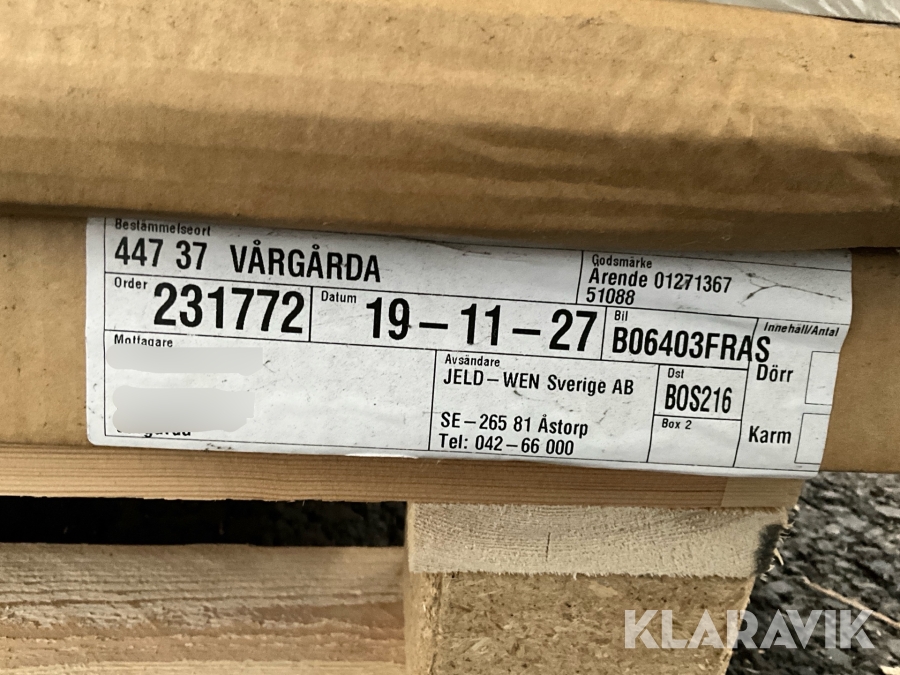 Bestämmelseort
447 37 VÅRGÅRDA
Godsmärke
Arende 01271367
51088
Order
231772
Datum
19-11-27
Bil
B06403FRAS
Innehåll/Antal
Mottagare
Avsändare
JELD-WEN Sverige AB
SE-265 81 Åstorp
Tel: 042-66 000
Dst
BOS216
Box 2
Dörr
Karm
KLARAVIK